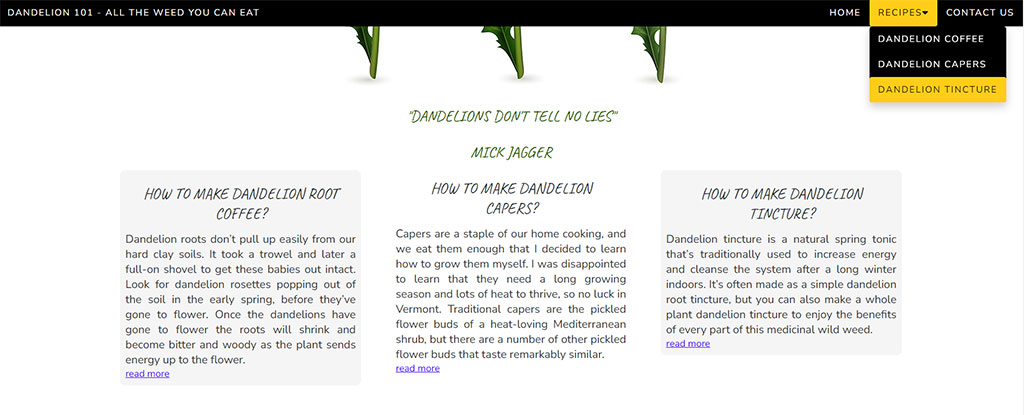 DANDELION 101 - ALL THE WEED YOU CAN EAT
HOME
RECIPES
CONTACT US
DANDELION COFFEE
DANDELION CAPERS
DANDELION TINCTURE
"DANDELIONS DON'T TELL NO LIES"
MICK JAGGER
HOW TO MAKE DANDELION ROOT
COFFEE?
Dandelion roots don't pull up easily from our
hard clay soils. It took a trowel and later a
full-on shovel to get these babies out intact.
Look for dandelion rosettes popping out of
the soil in the early spring, before they've
gone to flower. Once the dandelions have
gone to flower the roots will shrink and
become bitter and woody as the plant sends
energy up to the flower.
read more
HOW TO MAKE DANDELION
CAPERS?
Capers are a staple of our home cooking, and
we eat them enough that I decided to learn
how to grow them myself. I was disappointed
to learn that they need a long growing
season and lots of heat to thrive, so no luck in
Vermont. Traditional capers are the pickled
flower buds of a heat-loving Mediterranean
shrub, but there are a number of other pickled
flower buds that taste remarkably similar.
read more
HOW TO MAKE DANDELION
TINCTURE?
Dandelion tincture is a natural spring tonic
that's traditionally used to increase energy
and cleanse the system after a long winter
indoors. It's often made as a simple dandelion
root tincture, but you can also make a whole
plant dandelion tincture to enjoy the benefits
of every part of this medicinal wild weed.
read more